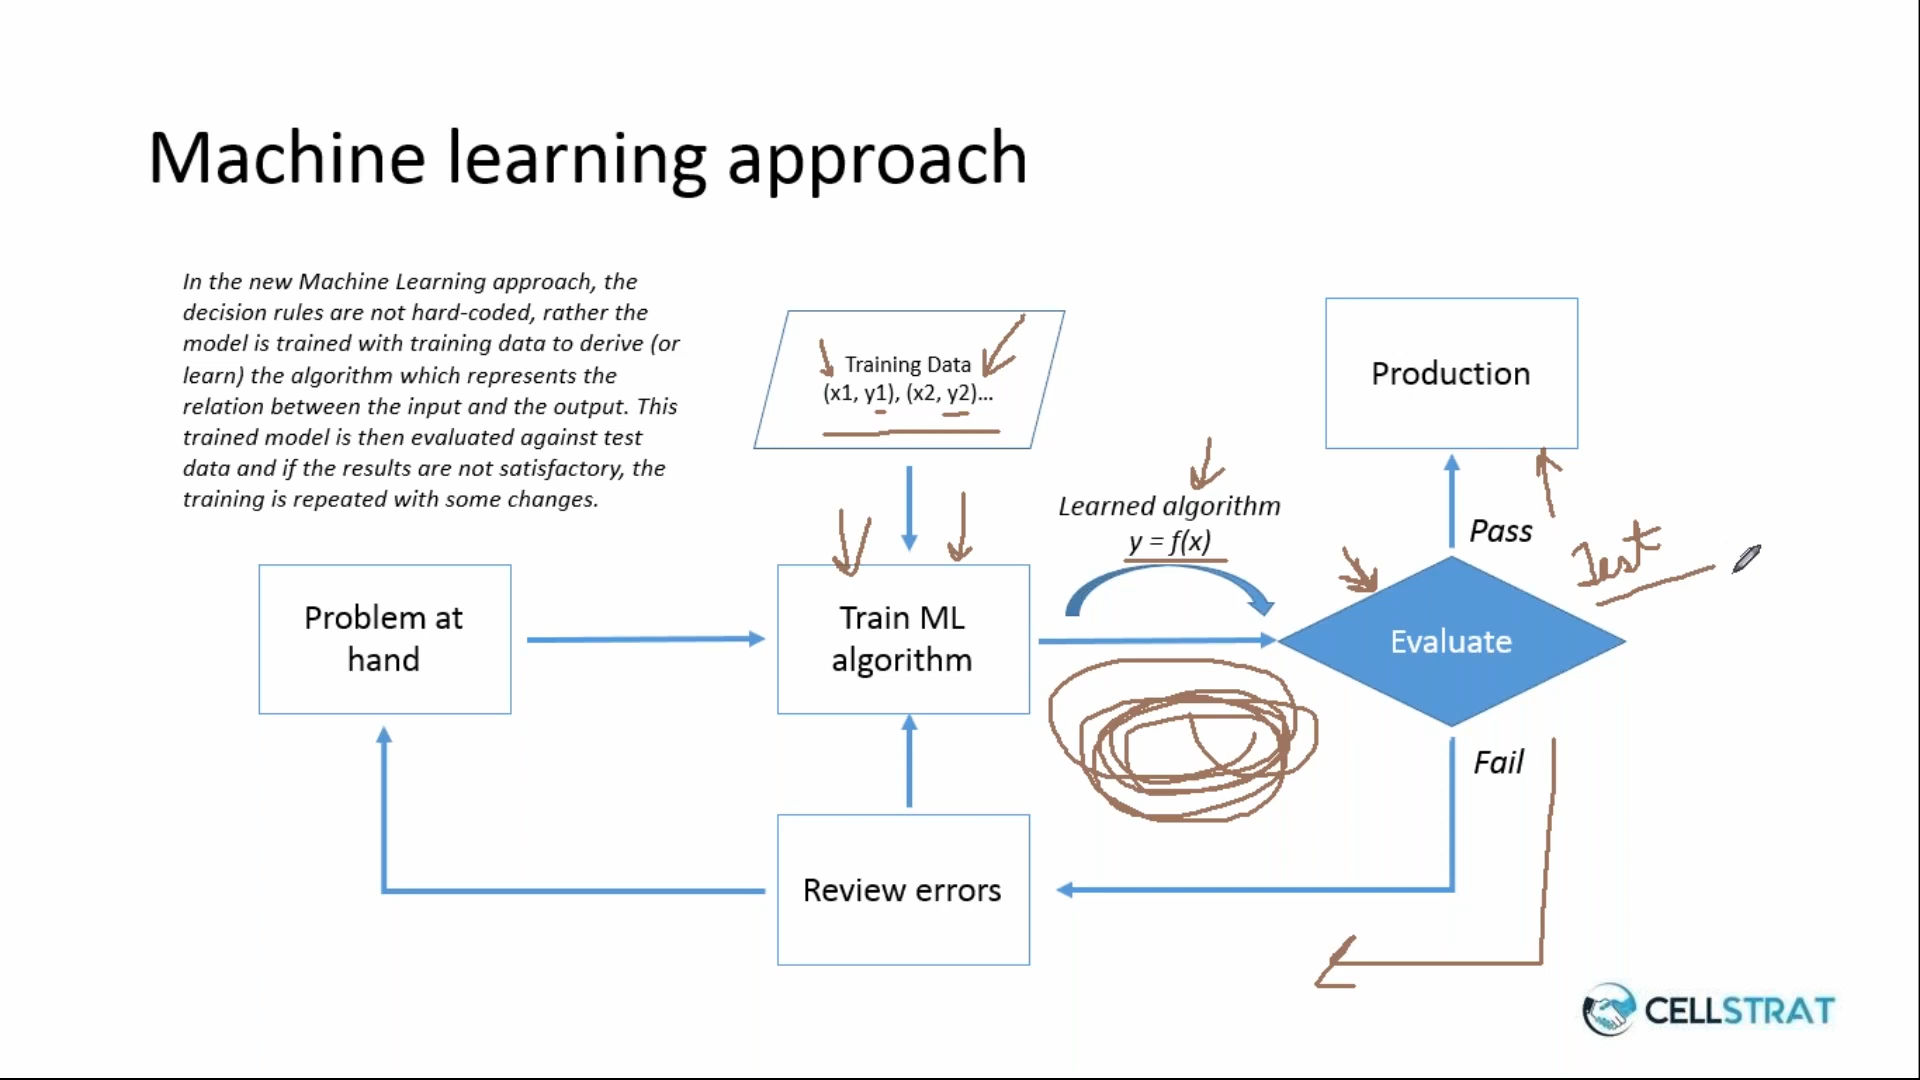 Machine learning approach
In the new Machine Learning approach, the
decision rules are not hard-coded, rather the
model is trained with training data to derive (or
learn) the algorithm which represents the
relation between the input and the output. This
trained model is then evaluated against test
data and if the results are not satisfactory, the
training is repeated with some changes.
Training Data
(x1, y1), (x2, y2)...
Production
Learned algorithm
y = f(x)
Pass
Test
Problem at
hand
Train ML
algorithm
Evaluate
Fail
Review errors
CELLSTRAT